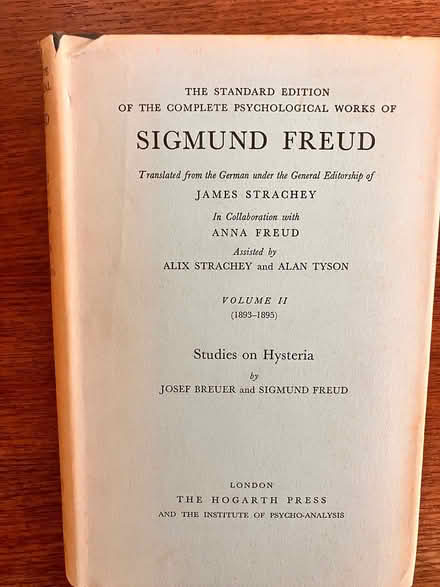 THE STANDARD EDITION
OF THE COMPLETE PSYCHOLOGICAL WORKS OF
SIGMUND FREUD
Translated from the German under the General Editorship of
JAMES STRACHEY
In Collaboration with
ANNA FREUD
Assisted by
ALIX STRACHEY and ALAN TYSON
VOLUME II
(1893–1895)
Studies on Hysteria
by
JOSEF BREUER and SIGMUND FREUD
LONDON
THE HOGARTH PRESS
AND THE INSTITUTE OF PSYCHO-ANALYSIS